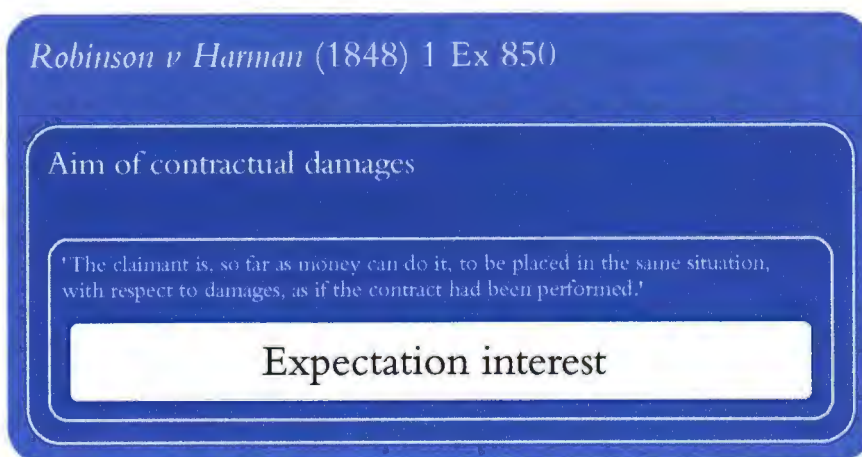 Robinson v Harman (1848) 1 Ex 850
Aim of contractual damages
'The claimant is, so far as money can do it, to be placed in the same situation,
with respect to damages, as if the contract had been performed.'
Expectation interest